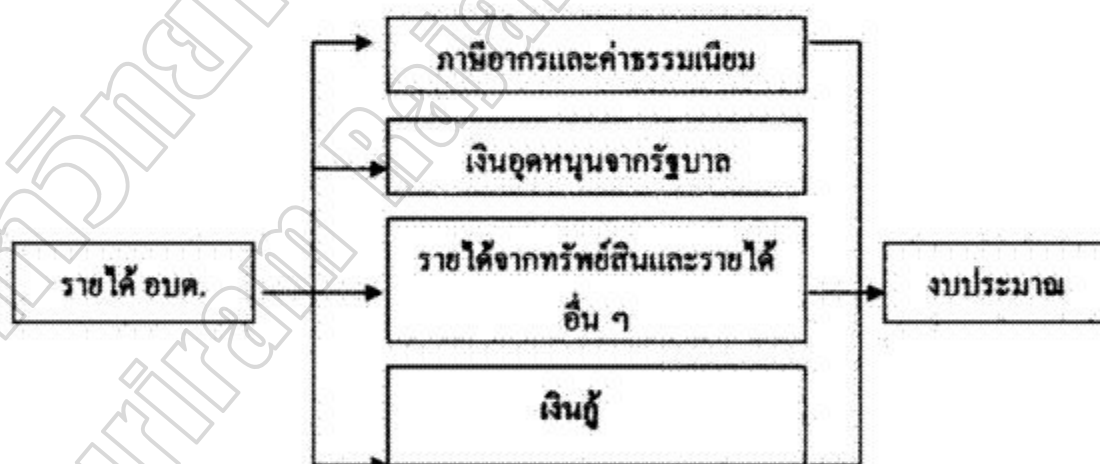 ภาษีอากรและค่าธรรมเนียม
เงินอุดหนุนจากรัฐบาล
รายได้ อบต.
รายได้จากทรัพย์สินและรายได้
อื่น ๆ
งบประมาณ
เงินกู้